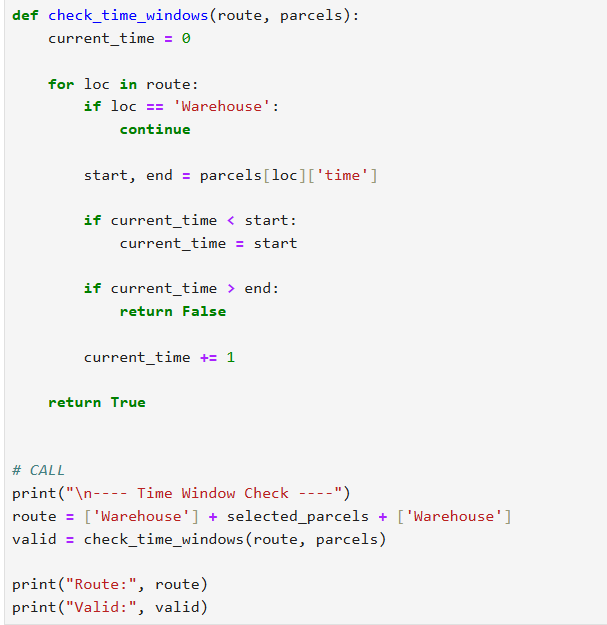 def check_time_windows(route, parcels):
    current_time = 0

    for loc in route:
        if loc == 'Warehouse':
            continue

        start, end = parcels[loc]['time']

        if current_time < start:
            current_time = start

        if current_time > end:
            return False

        current_time += 1

    return True


# CALL
print("\n---- Time Window Check ----")
route = ['Warehouse'] + selected_parcels + ['Warehouse']
valid = check_time_windows(route, parcels)

print("Route:", route)
print("Valid:", valid)